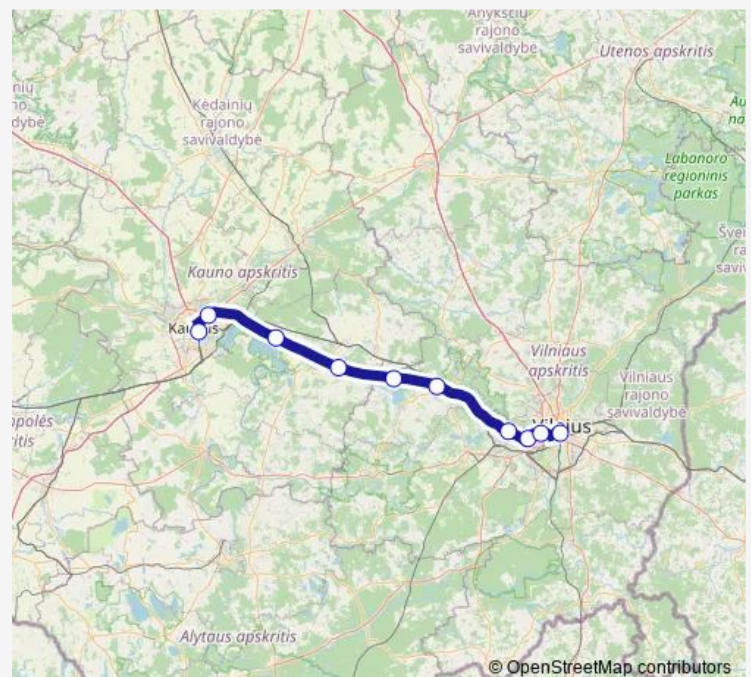 Anykščių
rajono
savivaldybė
Utenos apskritis
Kėdainių
rajono
savivaldybė
Labanoro
regioninis
parkas
Kauno apskritis
Vilniaus
apskritis
Vilniaus
rajono
savivaldybė
Alytaus apskritis
© OpenStreetMap contributors